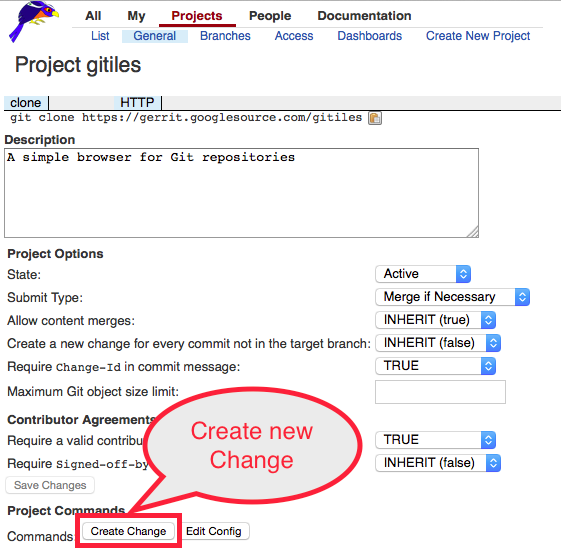 All My Projects People Documentation
List General Branches Access Dashboards Create New Project
Project gitiles
clone HTTP
git clone https://gerrit.googlesource.com/gitiles
Description
A simple browser for Git repositories
Project Options
State: Active
Submit Type: Merge if Necessary
Allow content merges: INHERIT (true)
Create a new change for every commit not in the target branch: INHERIT (false)
Require Change-Id in commit message: TRUE
Maximum Git object size limit:
Contributor Agreements
Require a valid contribu TRUE
Require Signed-off-by INHERIT (false)
Create new
Change
Save Changes
Project Commands
Commands Create Change Edit Config